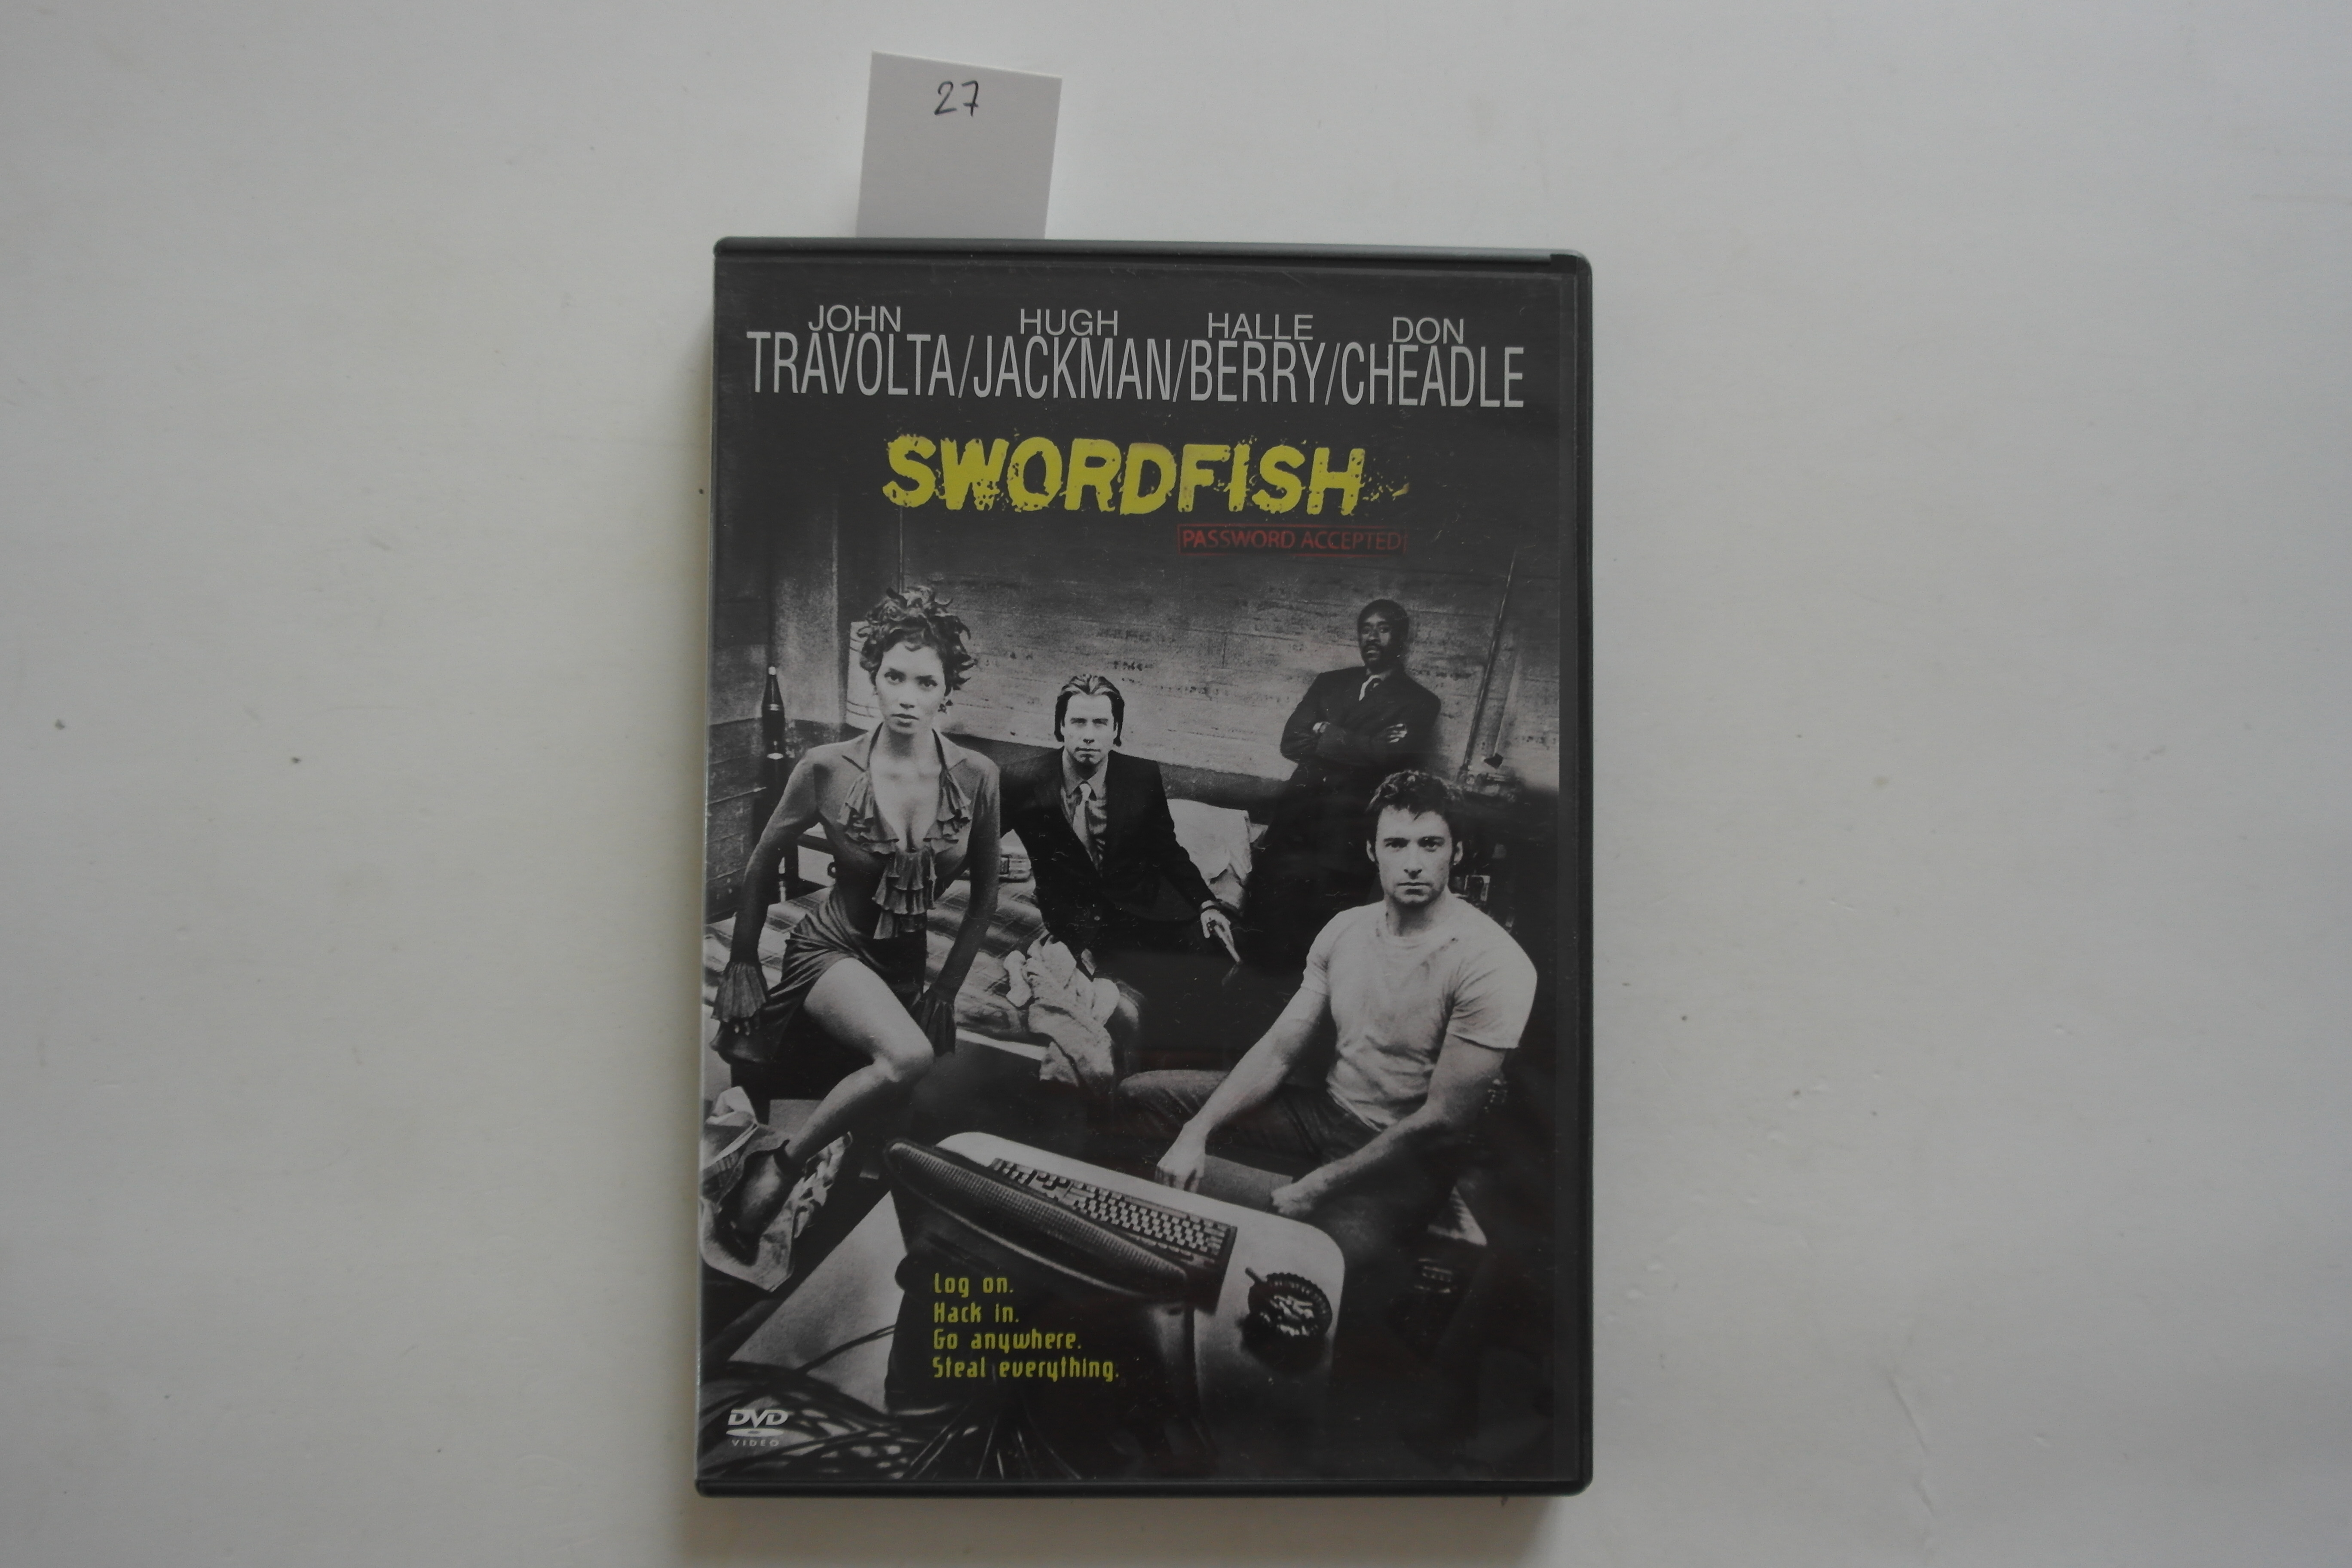 27
JOHN HUGH HALLE DON
TRAVOLTA/JACKMAN/BERRY/CHEADLE
SWORDFISH
PASSWORD ACCEPTED
Log on.
Hack in.
Go anywhere.
Steal everything.
DVD
VIDEO